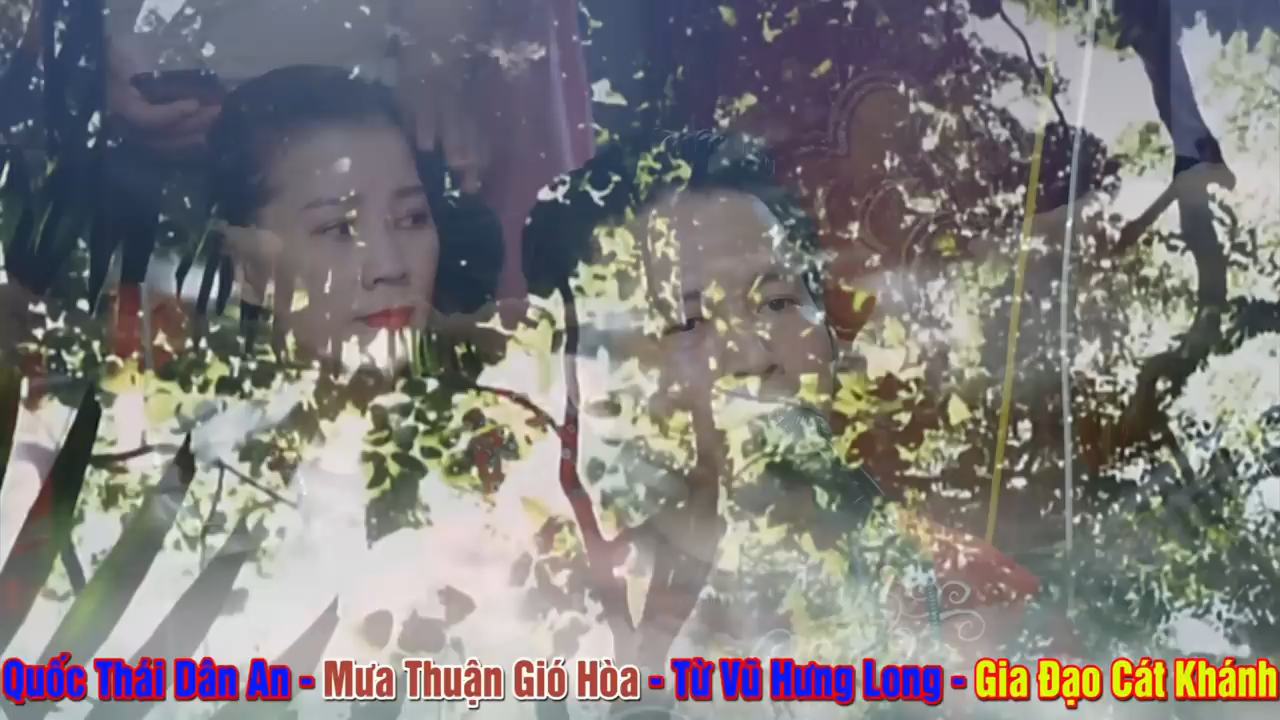 Quốc Thái Dân An - Mưa Thuận Gió Hòa - Từ Vũ Hưng Long - Gia Đạo Cát Khánh